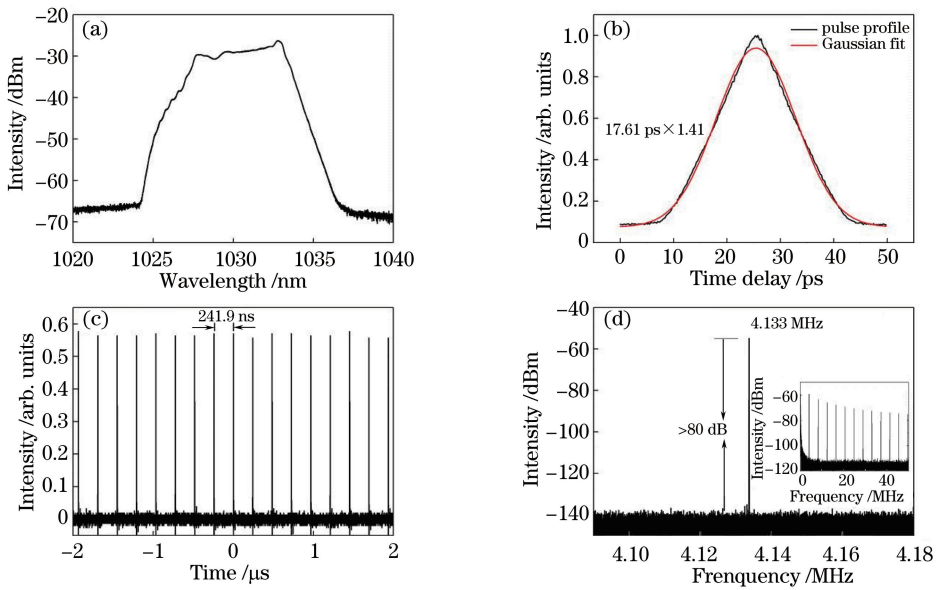 (a)
Intensity /dBm
−20
−30
−40
−50
−60
−70
1020 1025 1030 1035 1040
Wavelength /nm
(b)
pulse profile
Gaussian fit
17.61 ps×1.41
Intensity /arb. units
1.0
0.8
0.6
0.4
0.2
0
0 10 20 30 40 50
Time delay /ps
(c)
241.9 ns
Intensity /arb. units
0.6
0.5
0.4
0.3
0.2
0.1
0
−2 −1 0 1 2
Time /μs
(d)
4.133 MHz
>80 dB
Intensity /dBm
−40
−60
−80
−100
−120
−140
4.10 4.12 4.14 4.16 4.18
Frenquency /MHz
Intensity /dBm
−60
−80
−100
−120
0 20 40
Frequency /MHz